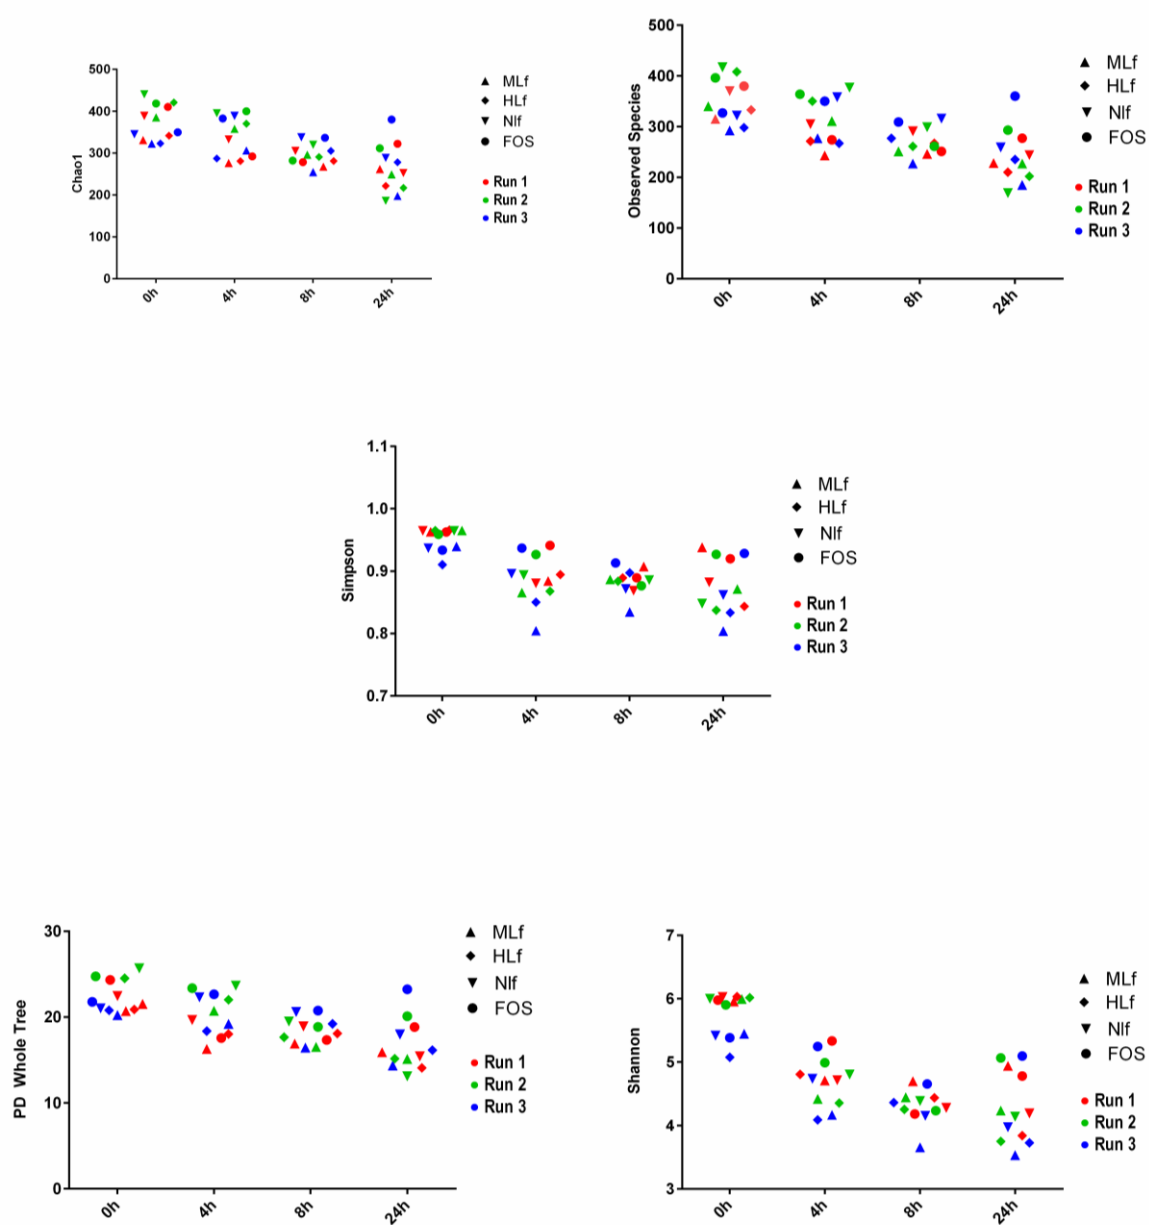 500
400
300
200
100
0
Chao1
0h
4h
8h
24h
MLf
HLf
Nlf
FOS
Run 1
Run 2
Run 3
500
400
300
200
100
0
Observed Species
0h
4h
8h
24h
MLf
HLf
Nlf
FOS
Run 1
Run 2
Run 3
1.1
1.0
0.9
0.8
0.7
Simpson
0h
4h
8h
24h
MLf
HLf
Nlf
FOS
Run 1
Run 2
Run 3
30
20
10
0
PD Whole Tree
0h
4h
8h
24h
MLf
HLf
Nlf
FOS
Run 1
Run 2
Run 3
7
6
5
4
3
Shannon
0h
4h
8h
24h
MLf
HLf
Nlf
FOS
Run 1
Run 2
Run 3